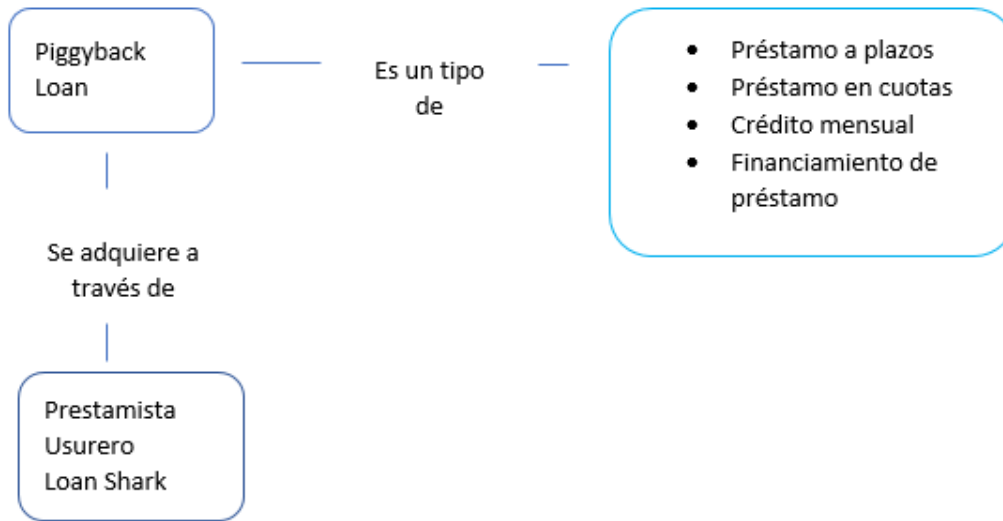 Piggyback
Loan
Es un tipo
de
• Préstamo a plazos
• Préstamo en cuotas
• Crédito mensual
• Financiamiento de
préstamo
Se adquiere a
través de
Prestamista
Usurero
Loan Shark